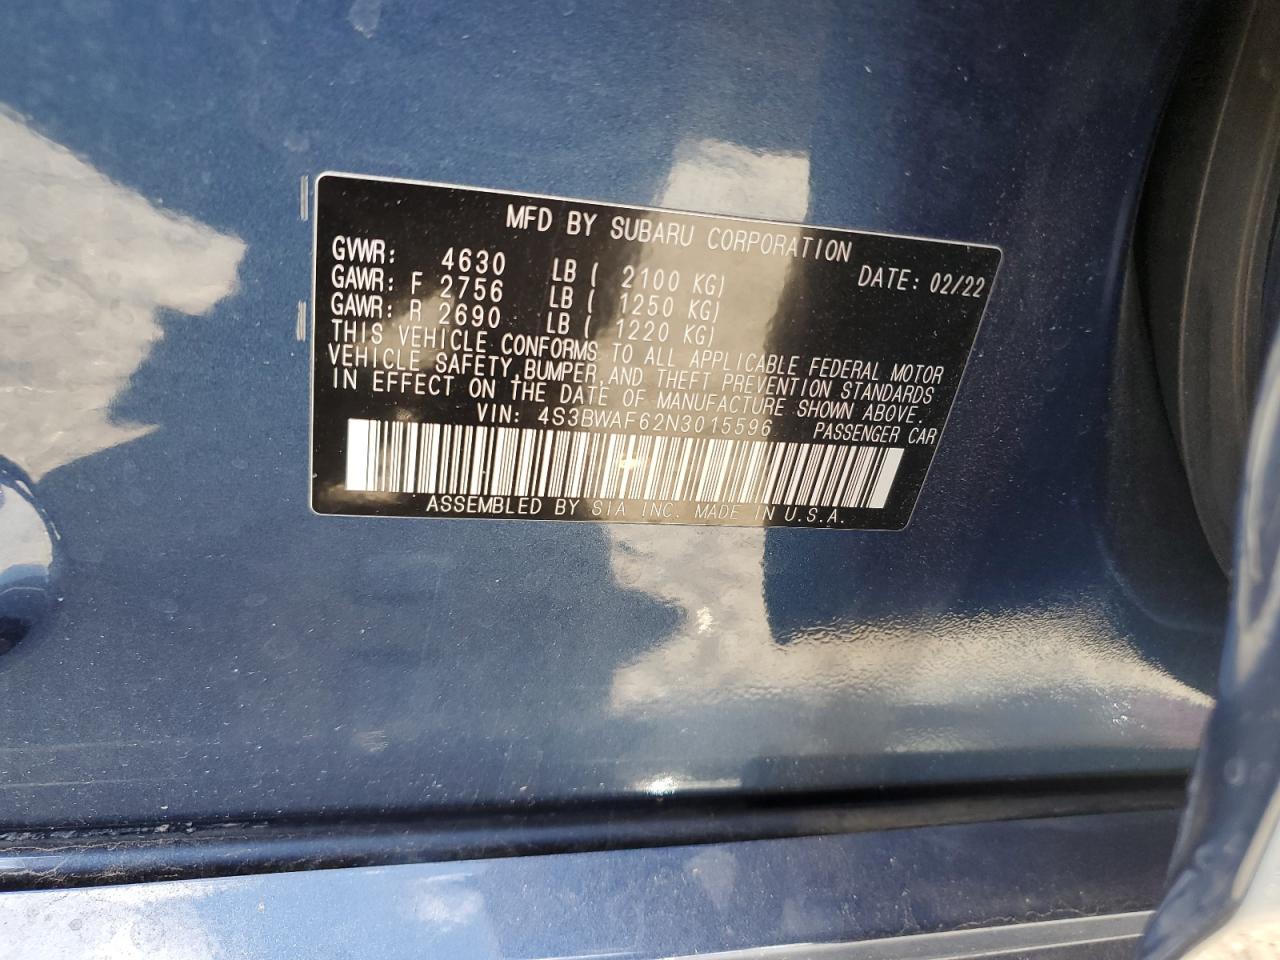 MFD BY SUBARU CORPORATION
DATE: 02/22
GVWR: 4630 LB ( 2100 KG)
GAWR: F 2756 LB ( 1250 KG)
GAWR: R 2690 LB ( 1220 KG)
THIS VEHICLE CONFORMS TO ALL APPLICABLE FEDERAL MOTOR
VEHICLE SAFETY, BUMPER, AND THEFT PREVENTION STANDARDS
IN EFFECT ON THE DATE OF MANUFACTURE SHOWN ABOVE.
VIN: 4S3BWAF62N3015596 PASSENGER CAR
ASSEMBLED BY SIA INC. MADE IN U.S.A.